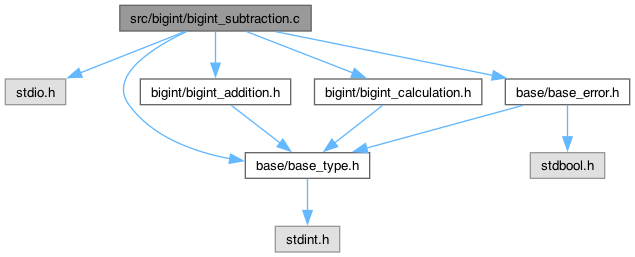 src/bigint/bigint_subtraction.c
stdio.h
bigint/bigint_addition.h
bigint/bigint_calculation.h
base/base_error.h
base/base_type.h
stdbool.h
stdint.h